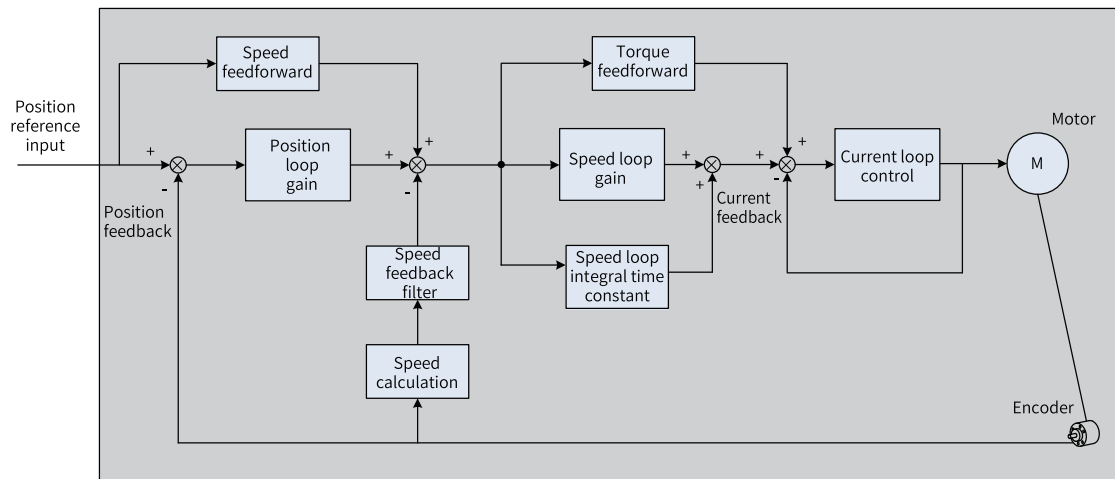 Speed
feedforward
Torque
feedforward
Position
reference
input
+
-
Position
loop
gain
+
+
-
Speed loop
gain
+
+
+
-
+
Current loop
control
Motor
M
Position
feedback
Current
feedback
Speed
feedback
filter
Speed loop
integral time
constant
Speed
calculation
Encoder